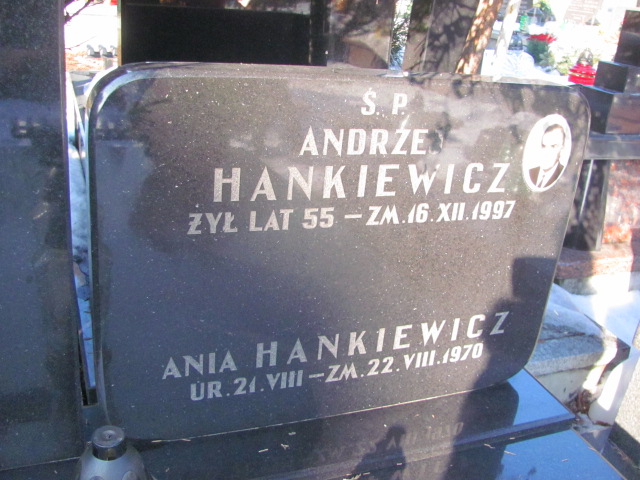 Ś. P.
ANDRZEJ
HANKIEWICZ
ŻYŁ LAT 55 – ZM. 16. XII. 1997
ANIA HANKIEWICZ
UR. 21. VIII – ZM. 22. VIII. 1970